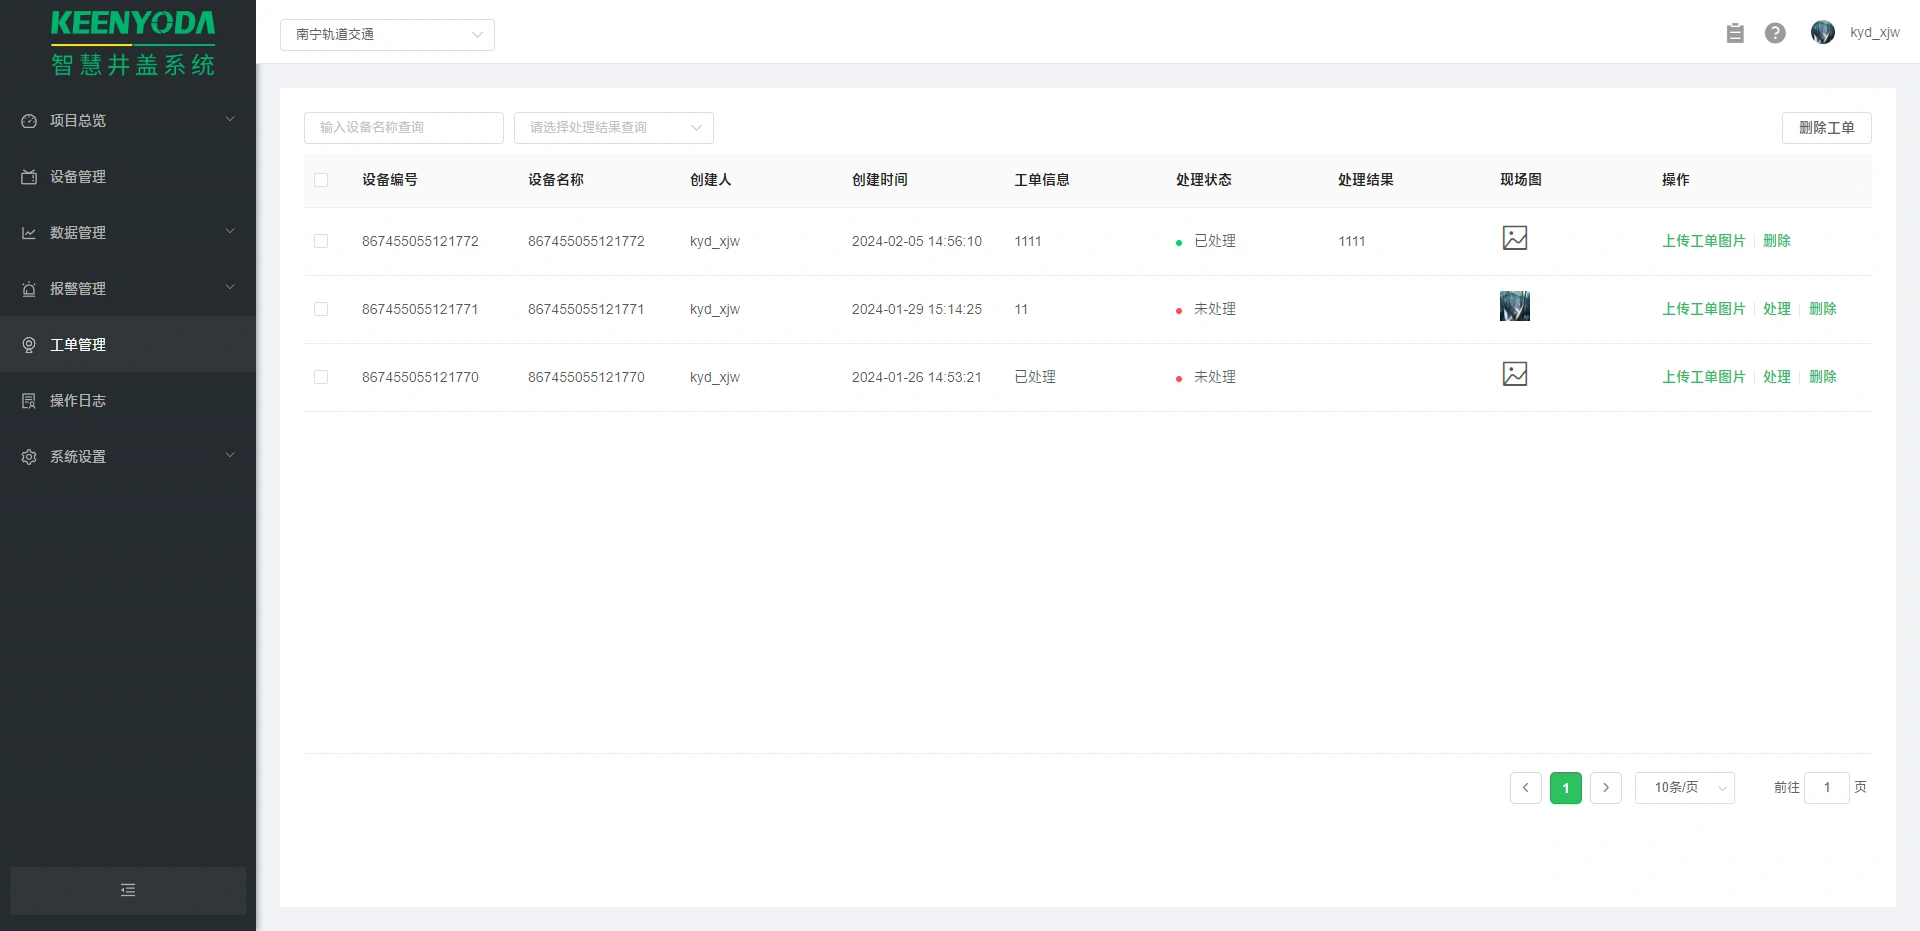 KEENYODA
智慧井盖系统
南宁轨道交通
kyd_xjw
项目总览
设备管理
数据管理
报警管理
工单管理
操作日志
系统设置
输入设备名称查询
请选择处理结果查询
删除工单
设备编号 设备名称 创建人 创建时间 工单信息 处理状态 处理结果 现场图 操作
867455055121772 867455055121772 kyd_xjw 2024-02-05 14:56:10 1111 已处理 1111 上传工单图片 删除
867455055121771 867455055121771 kyd_xjw 2024-01-29 15:14:25 11 未处理 上传工单图片 处理 删除
867455055121770 867455055121770 kyd_xjw 2024-01-26 14:53:21 已处理 未处理 上传工单图片 处理 删除
1 10条/页 前往 1 页